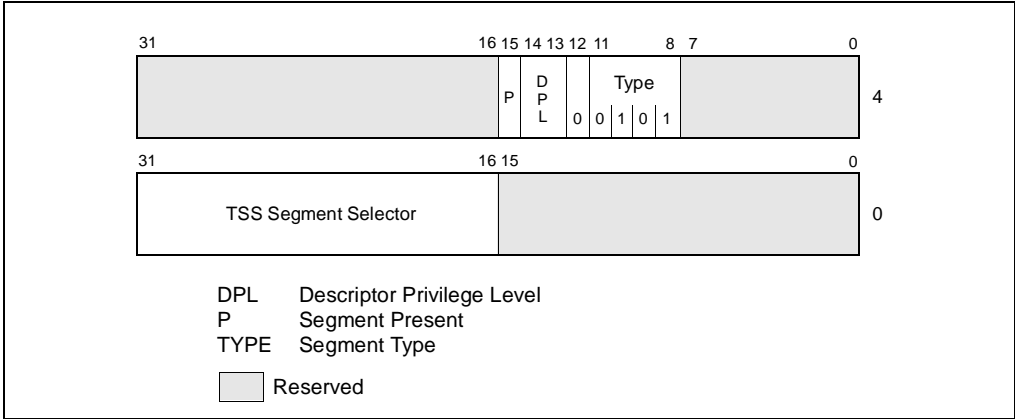 31 16 15 14 13 12 11 8 7 0
P D P L 0 Type 0 1 0 1 4
31 16 15 0
TSS Segment Selector 0
DPL Descriptor Privilege Level
P Segment Present
TYPE Segment Type
Reserved